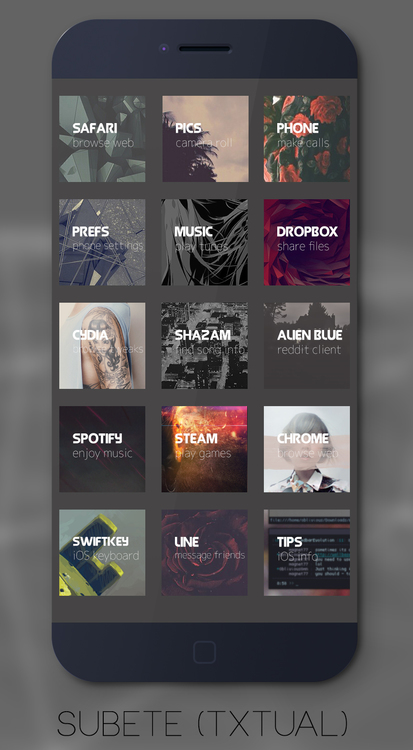 SAFARI
browse web
PICS
camera roll
PHONE
make calls
PREFS
phone settings
MUSIC
play tunes
DROPBOX
share files
CYDIA
SHAZAM
find song info
ALIEN BLUE
reddit client
SPOTIFY
enjoy music
STEAM
play games
CHROME
browse web
SWIFTKEY
iOS keyboard
LINE
message friends
TIPS
iOS info
SUBETE (TXTUAL)